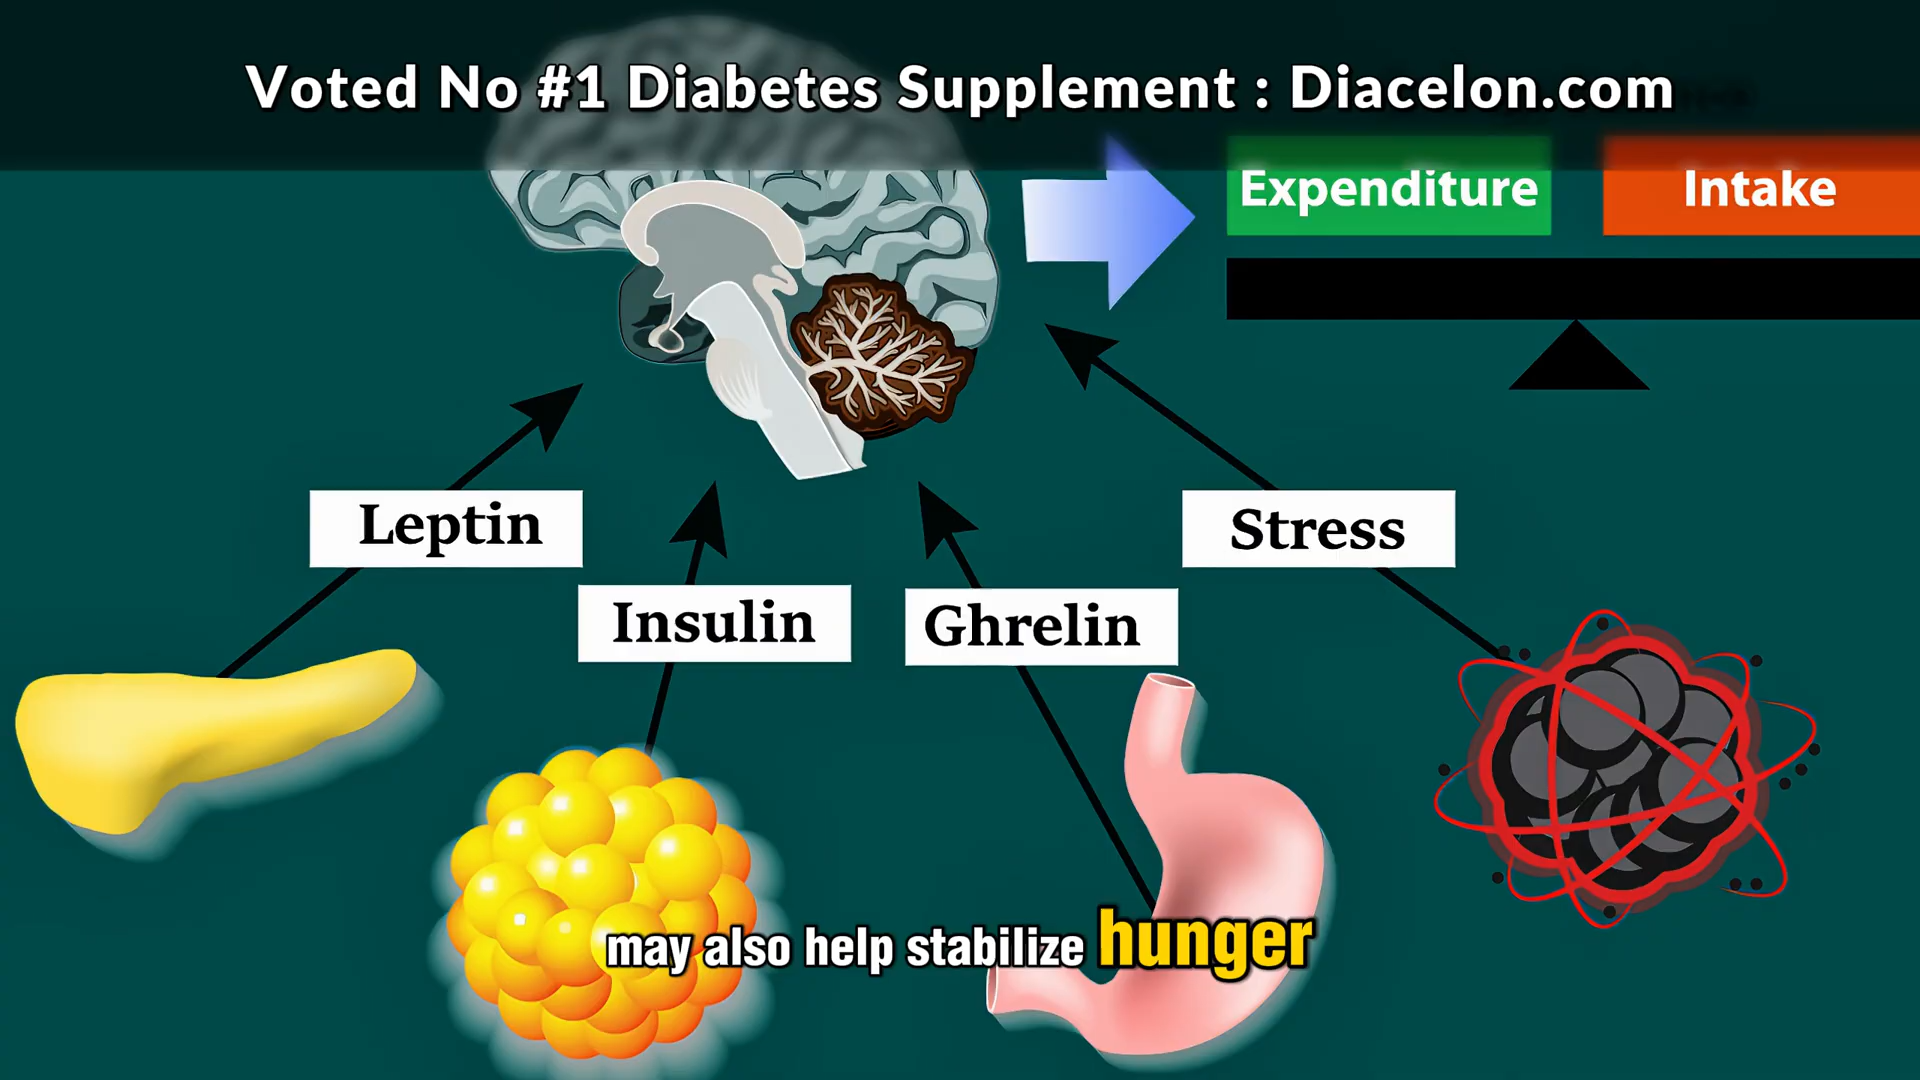 Voted No #1 Diabetes Supplement : Diacelon.com
Expenditure
Intake
Leptin
Stress
Insulin
Ghrelin
may also help stabilize hunger